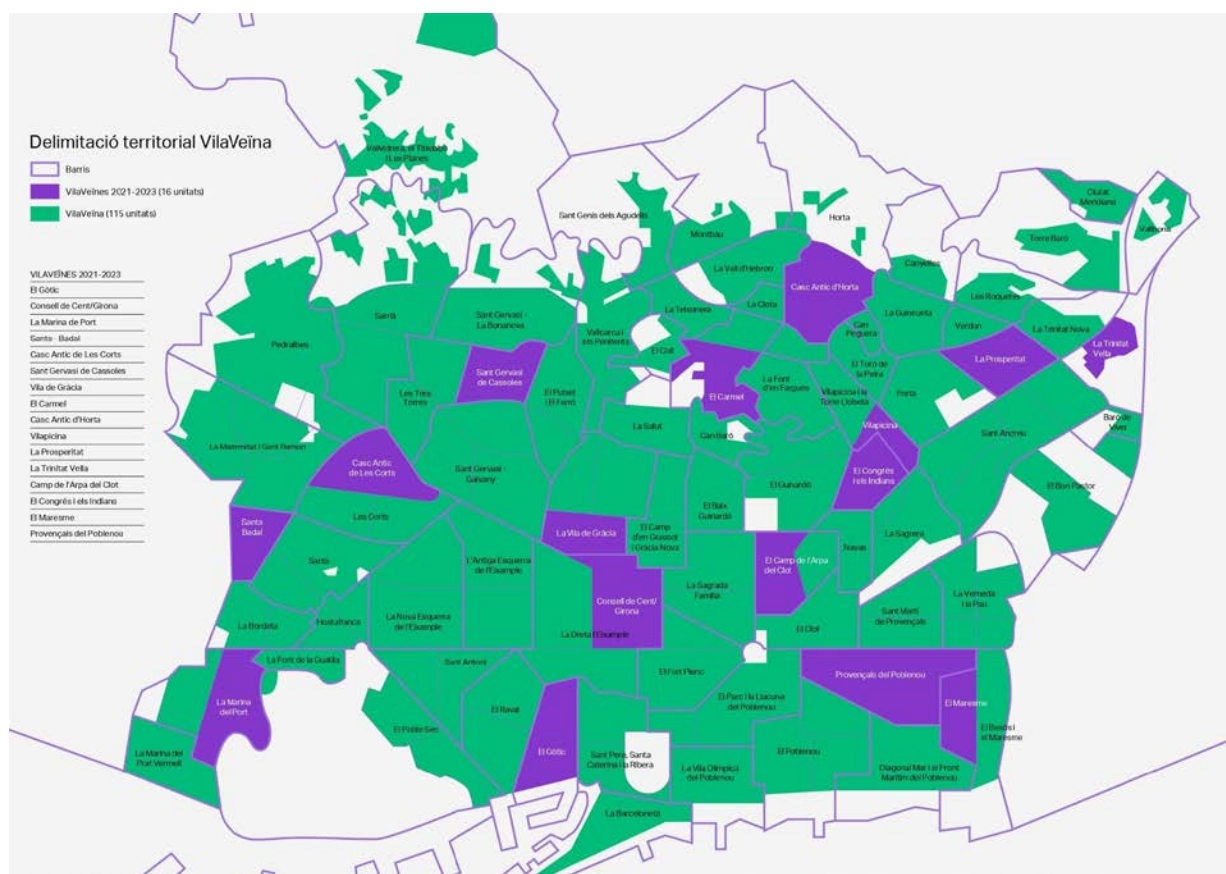 Delimitació territorial VilaVeïna
Barris
VilaVeïnes 2021-2023 (16 unitats)
VilaVeïna (115 unitats)
VILAVEÏNES 2021-2023
El Gòtic
Consell de Cent/Girona
La Marina de Port
Sants - Badal
Casc Antic de Les Corts
Sant Gervasi de Cassoles
Vila de Gràcia
El Carmel
Casc Antic d'Horta
Vilapicina
La Prosperitat
La Trinitat Vella
Camp de l'Arpa del Clot
El Congrés i els Indians
El Maresme
Provençals del Poblenou
Vallvidrera, el Tibidabo
i Les Planes
Sant Genís dels Agudells
Montbau
Horta
Ciutat
Meridiana
Torre Baró
Vallbona
La Vall d'Hebron
Canyelles
Casc Antic
d'Horta
Les Roquetes
La Teixonera
La Clota
La Guineueta
Verdun
La Trinitat Nova
La Trinitat
Vella
Sarrià
Sant Gervasi -
La Bonanova
Vallcarca i
els Penitents
Can
Peguera
Pedralbes
El Coll
La Prosperitat
Sant Gervasi
de Cassoles
El Turó de
la Peira
Les Tres
Torres
El Putxet
i El Farró
El Carmel
La Font
d'en Fargues
Vilapicina i la
Torre Llobeta
Porta
La Salut
Can Baró
Vilapicina
Sant Andreu
Baró de
Viver
La Maternitat i Sant Ramon
Casc Antic
de Les Corts
Sant Gervasi -
Galvany
El Congrés
i els Indians
El Guinardó
El Bon Pastor
Les Corts
El Baix
Guinardó
Santa
Badal
La Vila de Gràcia
El Camp
d'en Grassot
i Gràcia Nova
Navas
La Sagrera
Sants
L'Antiga Esquerra
de l'Eixample
El Camp de l'Arpa
del Clot
La Sagrada
Família
La Verneda
i la Pau
Consell de Cent/
Girona
La Bordeta
Hostafrancs
La Nova Esquerra
de l'Eixample
Sant Martí
de Provençals
La Dreta l'Eixample
El Clot
La Font de la Guatlla
Sant Antoni
El Fort Pienc
Provençals del Poblenou
La Marina
del Port
El Raval
El Parc i la Llacuna
del Poblenou
El Maresme
El Poble Sec
El Besòs i
el Maresme
La Marina del
Prat Vermell
El Gòtic
Sant Pere, Santa
Caterina i la Ribera
El Poblenou
La Vila Olímpica
del Poblenou
Diagonal Mar i el Front
Marítim del Poblenou
La Barceloneta